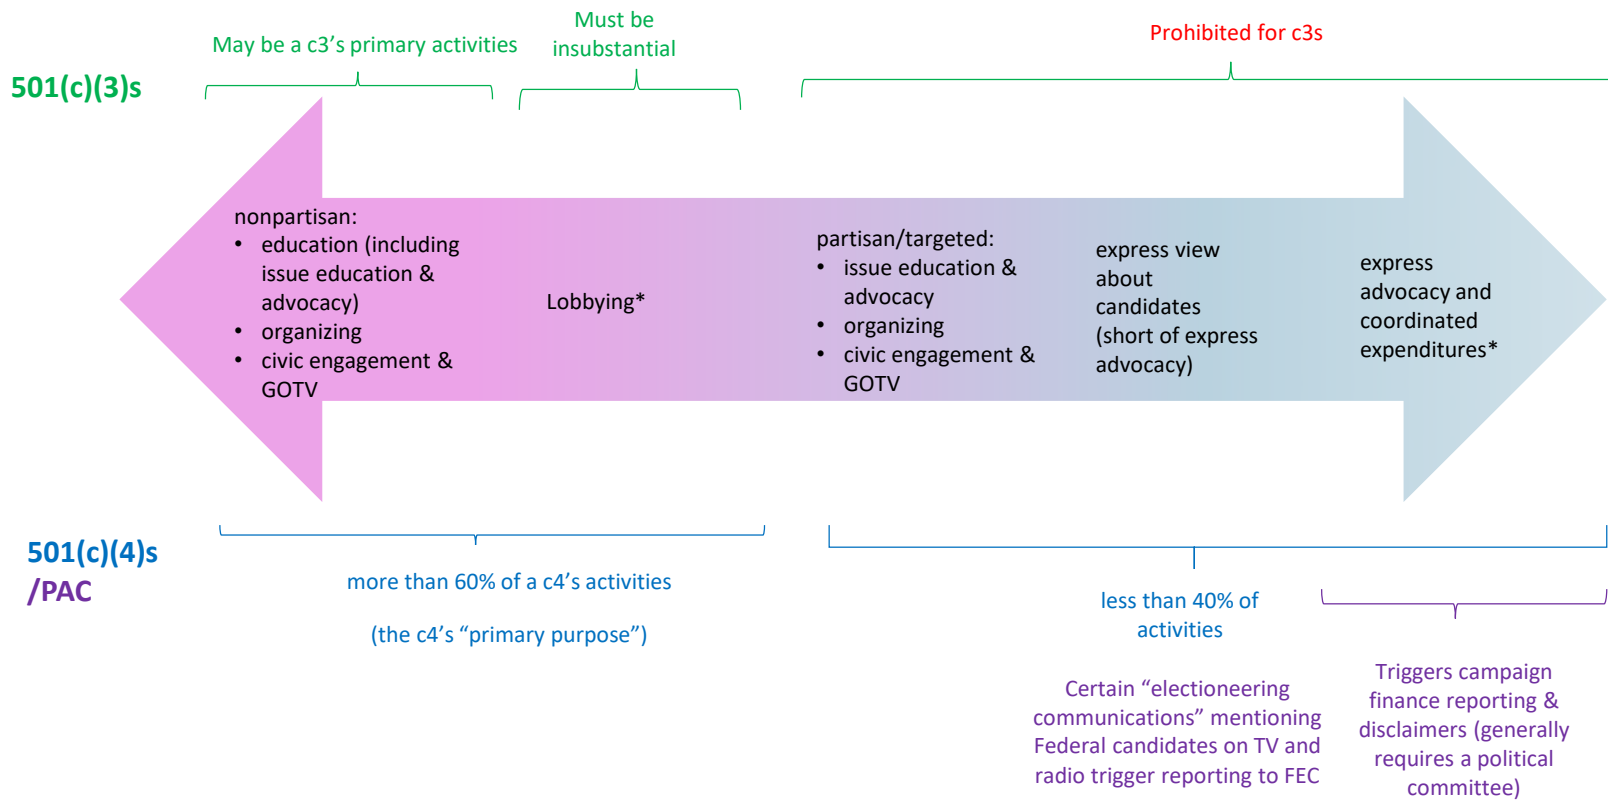 May be a c3's primary activities
Must be
insubstantial
Prohibited for c3s
501(c)(3)s
nonpartisan:
• education (including
issue education &
advocacy)
• organizing
• civic engagement &
GOTV
Lobbying*
partisan/targeted:
• issue education &
advocacy
• organizing
• civic engagement &
GOTV
express view
about
candidates
(short of express
advocacy)
express
advocacy and
coordinated
expenditures*
501(c)(4)s
/PAC
more than 60% of a c4's activities
(the c4's “primary purpose”)
less than 40% of
activities
Certain “electioneering
communications” mentioning
Federal candidates on TV and
radio trigger reporting to FEC
Triggers campaign
finance reporting &
disclaimers (generally
requires a political
committee)